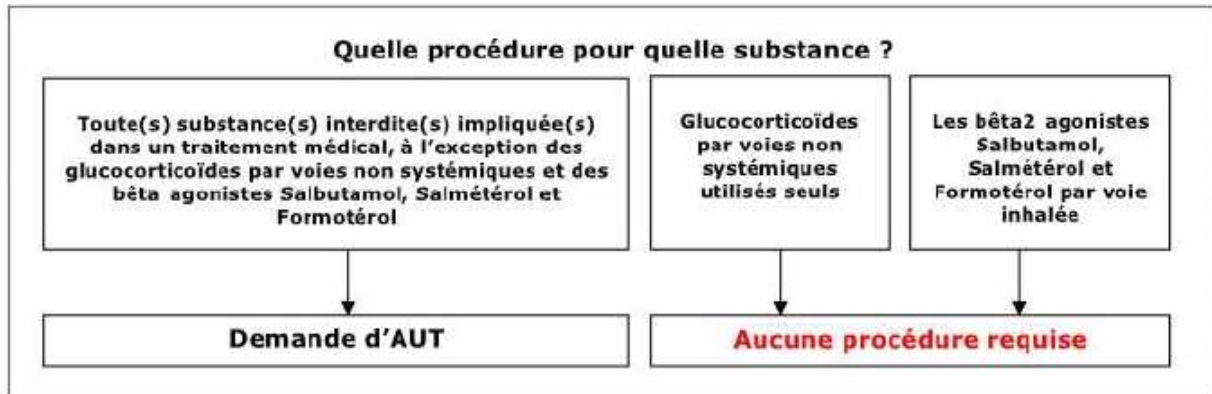 Quelle procédure pour quelle substance ?
Toute(s) substance(s) interdite(s) impliquée(s)
dans un traitement médical, à l'exception des
glucocorticoïdes par voies non systémiques et des
bêta agonistes Salbutamol, Salmétérol et
Formotérol
Glucocorticoïdes
par voies non
systémiques
utilisés seuls
Les bêta2 agonistes
Salbutamol,
Salmétérol et
Formotérol par voie
inhalée
Demande d'AUT
Aucune procédure requise